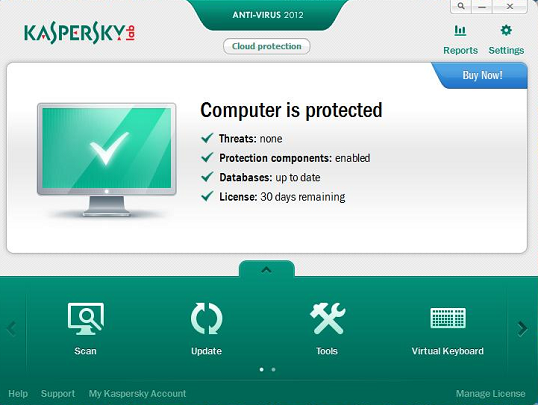 KASPERSKY lab
ANTI-VIRUS 2012
Cloud protection
Reports
Settings
Buy Now!
Computer is protected
Threats: none
Protection components: enabled
Databases: up to date
License: 30 days remaining
Scan
Update
Tools
Virtual Keyboard
Help
Support
My Kaspersky Account
Manage License